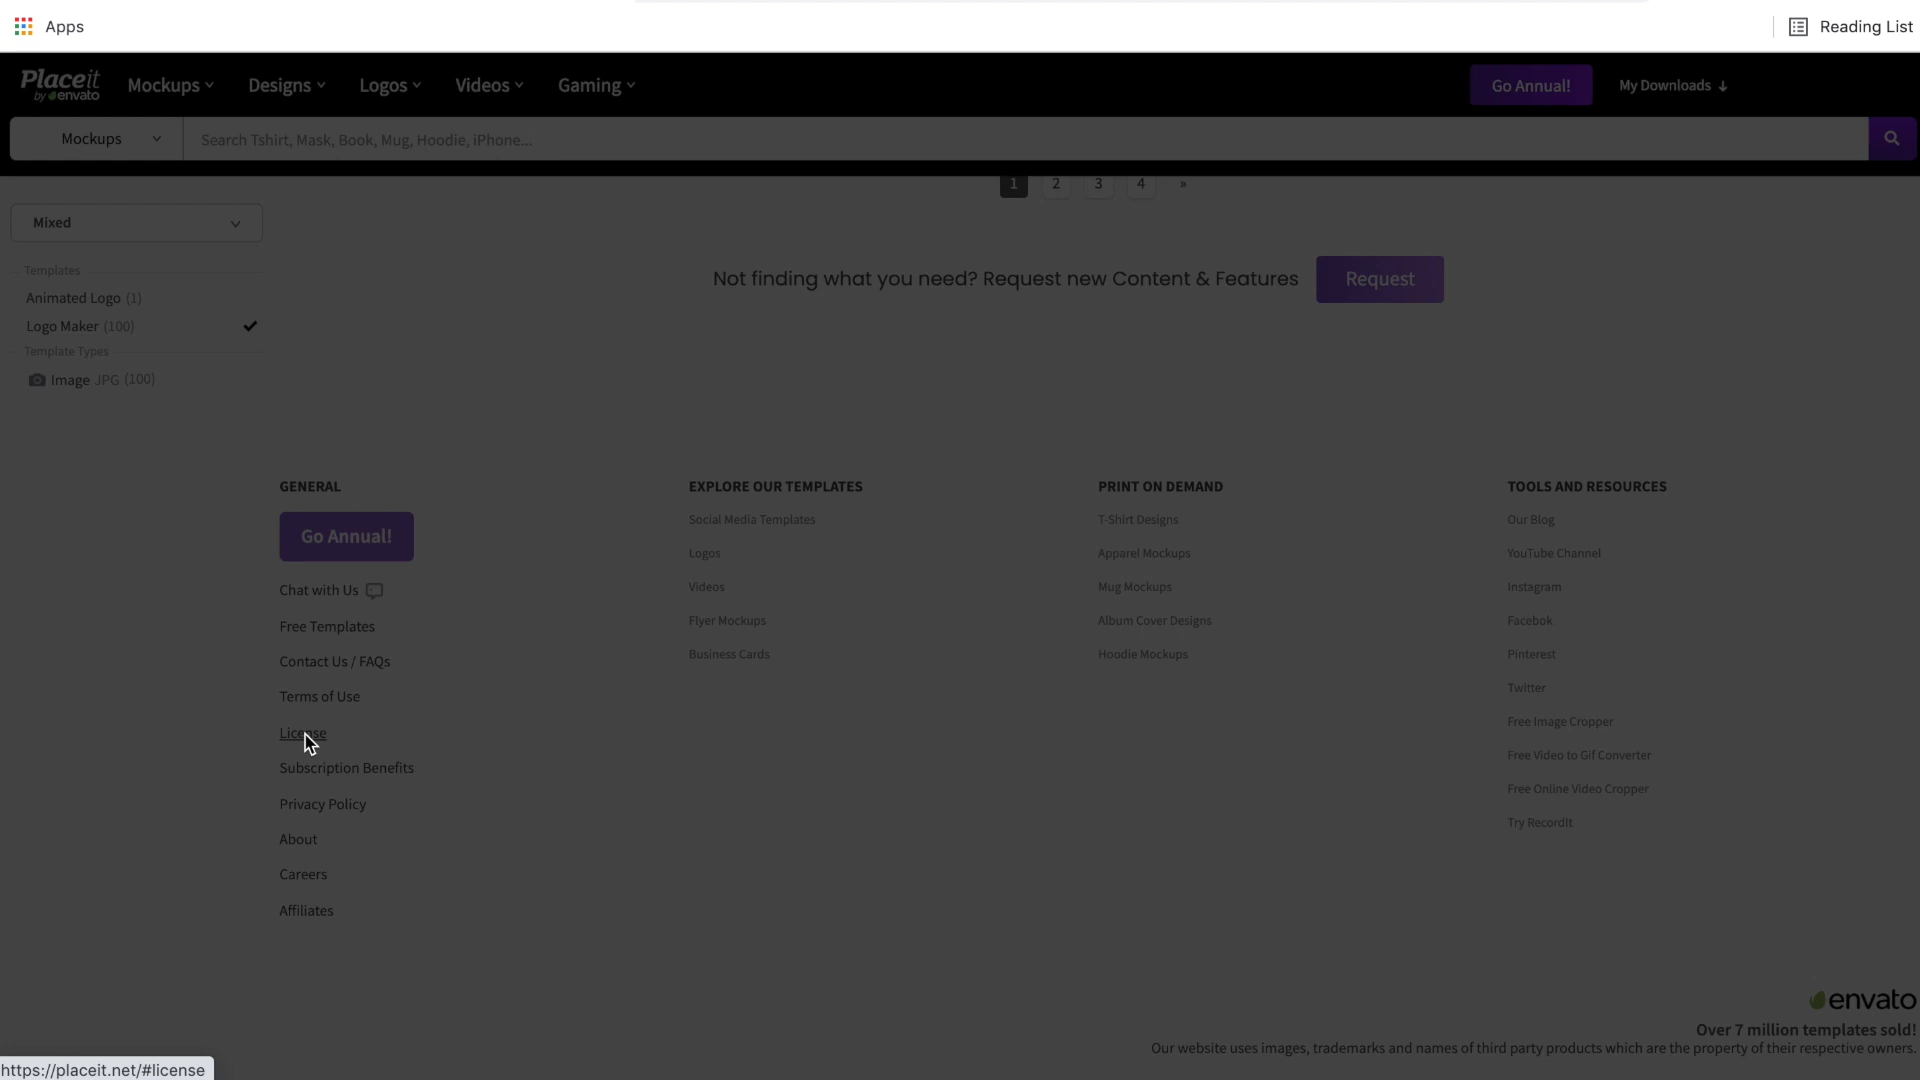 Apps
Reading List
Placeit
by envato
Mockups
Designs
Logos
Videos
Gaming
Go Annual!
My Downloads
Mockups
Search Tshirt, Mask, Book, Mug, Hoodie, iPhone...
1
2
3
4
»
Mixed
Templates
Animated Logo (1)
Logo Maker (100)
Template Types
Image JPG (100)
Not finding what you need? Request new Content & Features
Request
GENERAL
Go Annual!
Chat with Us
Free Templates
Contact Us / FAQs
Terms of Use
License
Subscription Benefits
Privacy Policy
About
Careers
Affiliates
EXPLORE OUR TEMPLATES
Social Media Templates
Logos
Videos
Flyer Mockups
Business Cards
PRINT ON DEMAND
T-Shirt Designs
Apparel Mockups
Mug Mockups
Album Cover Designs
Hoodie Mockups
TOOLS AND RESOURCES
Our Blog
YouTube Channel
Instagram
Facebok
Pinterest
Twitter
Free Image Cropper
Free Video to Gif Converter
Free Online Video Cropper
Try RecordIt
envato
Over 7 million templates sold!
Our website uses images, trademarks and names of third party products which are the property of their respective owners.
https://placeit.net/#license